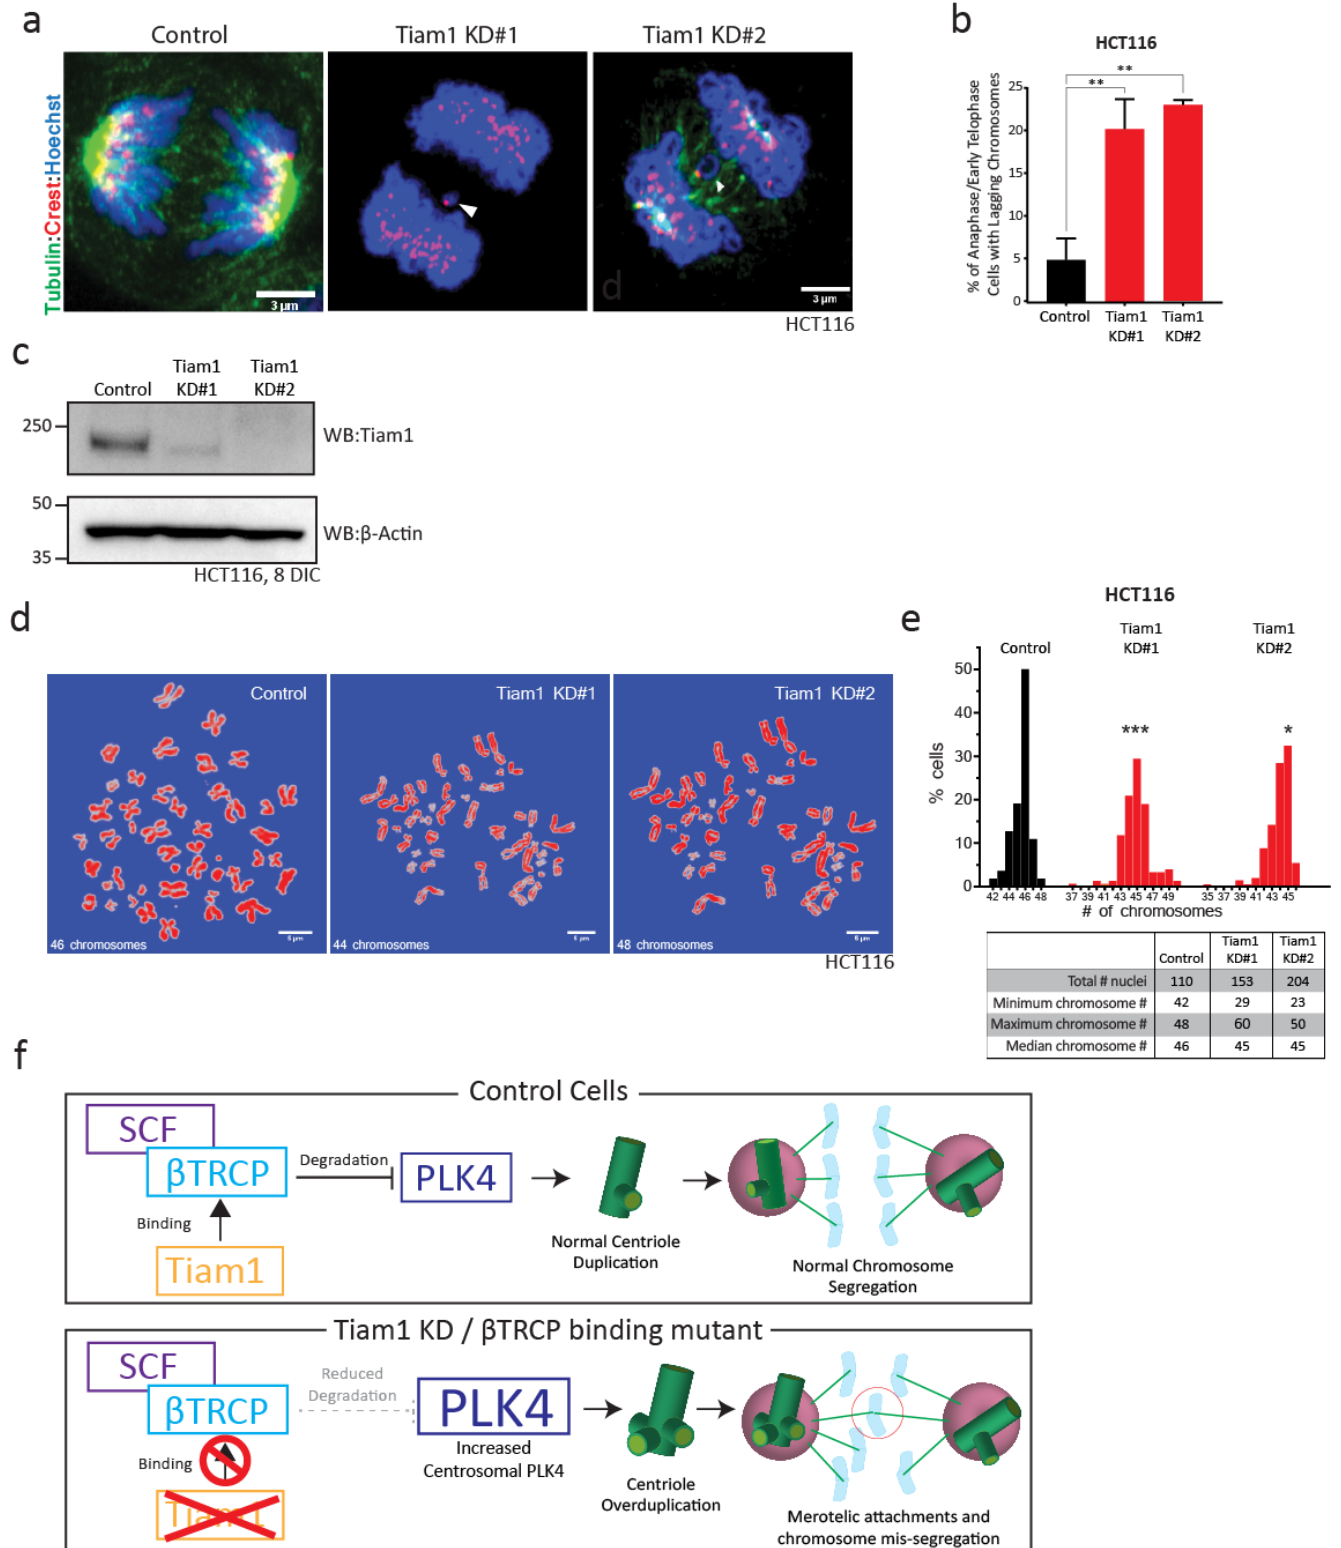 a
Control
Tiam1 KD#1
Tiam1 KD#2
Tubulin:Crest:Hoechst
3 µm
d
3 µm
HCT116
b
HCT116
% of Anaphase/Early Telophase
Cells with Lagging Chromosomes
25
20
15
10
5
0
**
**
Control
Tiam1
KD#1
Tiam1
KD#2
c
Control
Tiam1
KD#1
Tiam1
KD#2
250
WB:Tiam1
50
35
WB:β-Actin
HCT116, 8 DIC
d
Control
46 chromosomes
5 µm
Tiam1 KD#1
44 chromosomes
5 µm
Tiam1 KD#2
48 chromosomes
5 µm
HCT116
e
HCT116
Control
Tiam1
KD#1
Tiam1
KD#2
% cells
50
40
30
20
10
0
***
*
42 44 46 48
37 39 41 43 45 47 49
35 37 39 41 43 45
# of chromosomes
Control Tiam1 KD#1 Tiam1 KD#2
Total # nuclei 110 153 204
Minimum chromosome # 42 29 23
Maximum chromosome # 48 60 50
Median chromosome # 46 45 45
f
Control Cells
SCF
βTRCP
Degradation
PLK4
Binding
Tiam1
Normal Centriole
Duplication
Normal Chromosome
Segregation
Tiam1 KD / βTRCP binding mutant
SCF
βTRCP
Reduced
Degradation
PLK4
Increased
Centrosomal PLK4
Binding
Tiam1
Centriole
Overduplication
Merotelic attachments and
chromosome mis-segregation